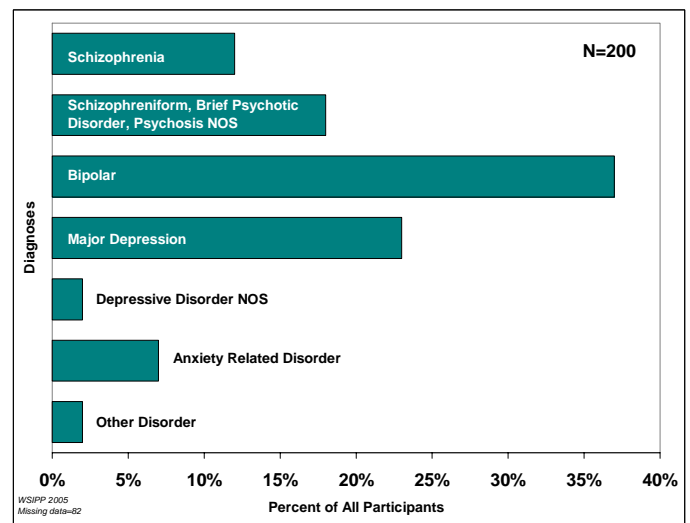 N=200
Schizophrenia
Schizophreniform, Brief Psychotic
Disorder, Psychosis NOS
Bipolar
Major Depression
Depressive Disorder NOS
Anxiety Related Disorder
Other Disorder
Diagnoses
0% 5% 10% 15% 20% 25% 30% 35% 40%
Percent of All Participants
WSIPP 2005
Missing data=82